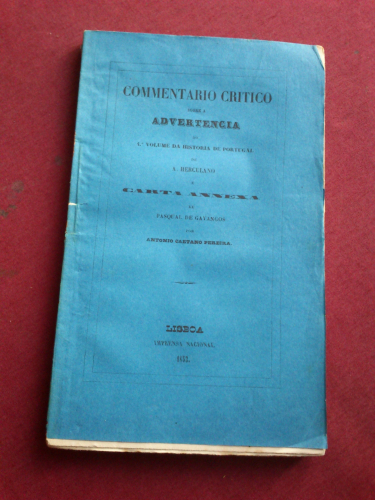 COMMENTARIO CRITICO
SOBRE A
ADVERTENCIA
DO
4.º VOLUME DA HISTORIA DE PORTUGAL
DE
A. HERCULANO
E
CARTA ANNEXA
DE
PASQUAL DE GAYANGOS
POR
ANTONIO CAETANO PEREIRA.
LISBOA
IMPRENSA NACIONAL.